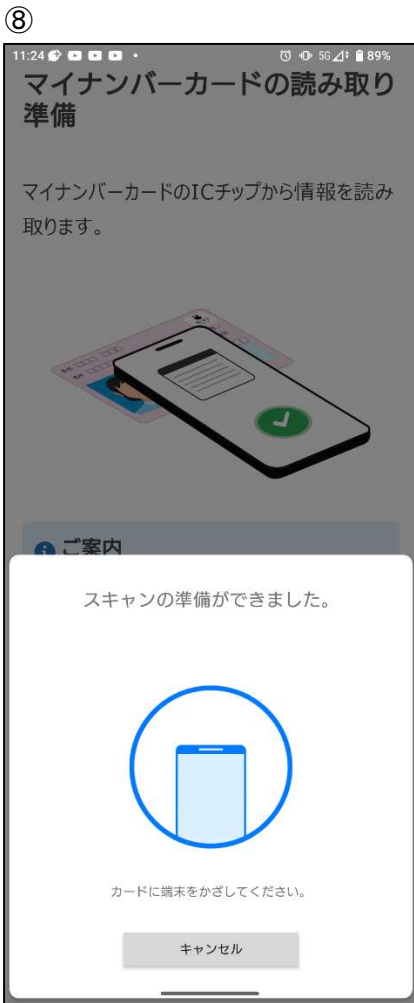 ⑧
11:24 5G 89%
マイナンバーカードの読み取り
準備
マイナンバーカードのICチップから情報を読み
取ります。
ご案内
スキャンの準備ができました。
カードに端末をかざしてください。
キャンセル